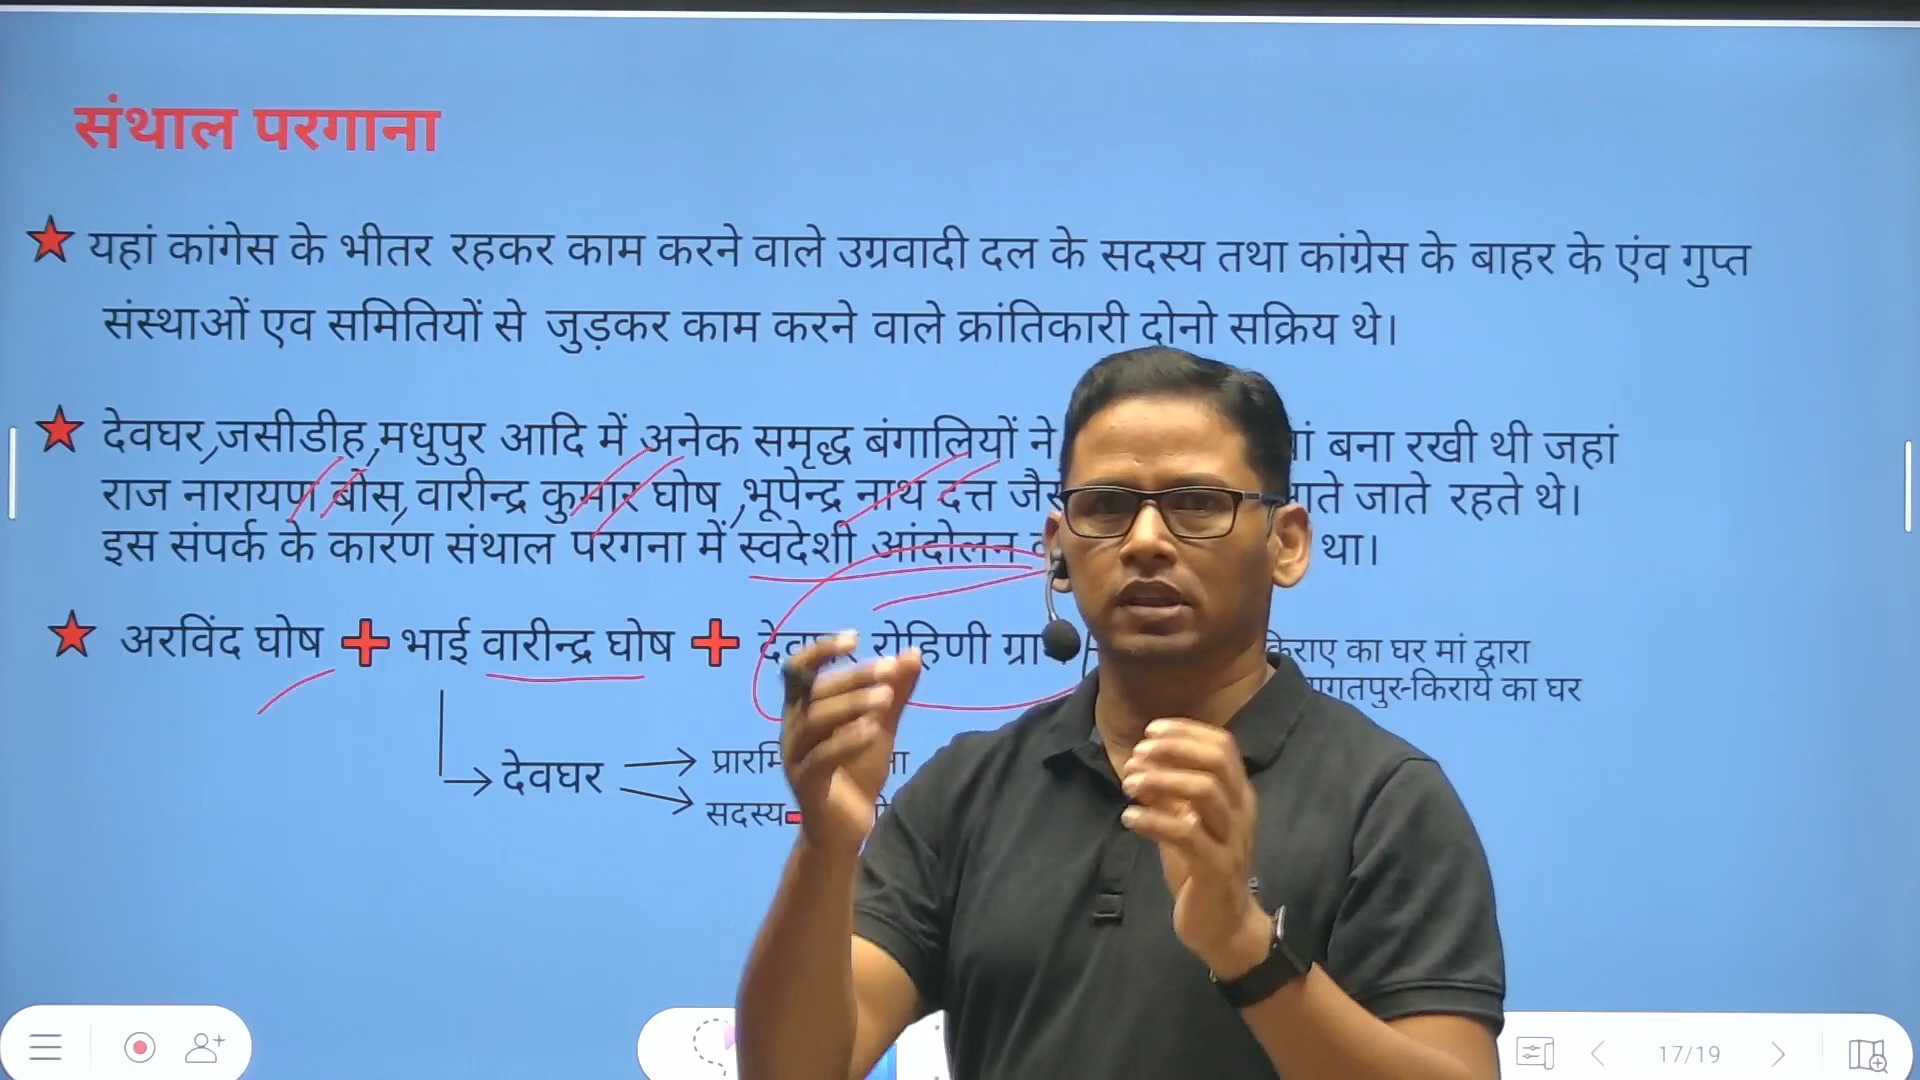 संथाल परगाना
यहां कांगेस के भीतर रहकर काम करने वाले उग्रवादी दल के सदस्य तथा कांग्रेस के बाहर के एंव गुप्त
संस्थाओं एव समितियों से जुड़कर काम करने वाले क्रांतिकारी दोनो सक्रिय थे।
देवघर,जसीडीह,मधुपुर आदि में अनेक समृद्ध बंगालियों ने बना रखी थी जहां
राज नारायण बोस, वारीन्द्र कुमार घोष ,भूपेन्द्र नाथ दत्त जाते रहते थे।
इस संपर्क के कारण संथाल परगना में स्वदेशी आंदोलन था।
अरविंद घोष + भाई वारीन्द्र घोष + रोहिणी
किराए का घर मां द्वारा
किराये का घर
देवघर
सदस्य-
17/19